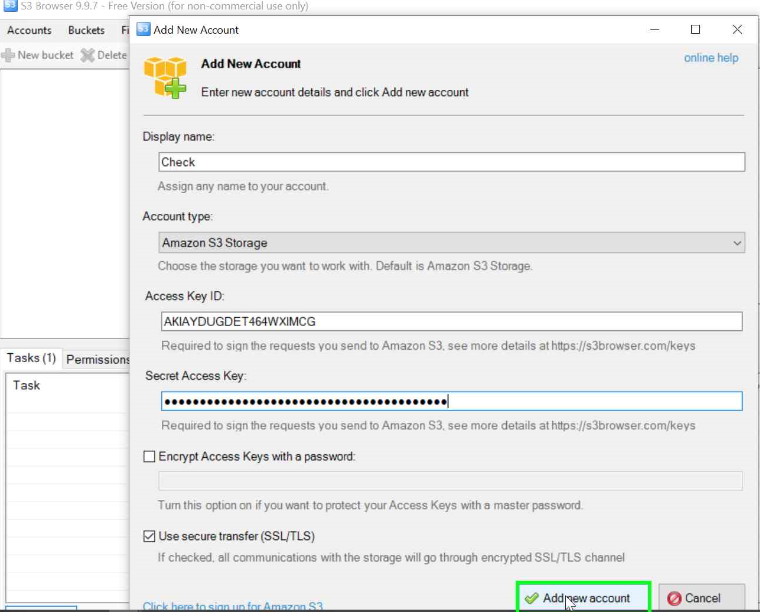 S3 Browser 9.9.7 - Free Version (for non-commercial use only)
Accounts Buckets
Add New Account
New bucket Delete
Add New Account
online help
Enter new account details and click Add new account
Display name:
Check
Assign any name to your account.
Account type:
Amazon S3 Storage
Choose the storage you want to work with. Default is Amazon S3 Storage.
Access Key ID:
AKIAYDUGDET464WXIMCG
Required to sign the requests you send to Amazon S3, see more details at https://s3browser.com/keys
Secret Access Key:
●●●●●●●●●●●●●●●●●●●●●●●●●●●●●●●●●●●●●●●●
Required to sign the requests you send to Amazon S3, see more details at https://s3browser.com/keys
Encrypt Access Keys with a password:
Turn this option on if you want to protect your Access Keys with a master password.
Use secure transfer (SSL/TLS)
If checked, all communications with the storage will go through encrypted SSL/TLS channel
Click here to sign up for Amazon S3
Add new account
Cancel
Tasks (1) Permissions
Task